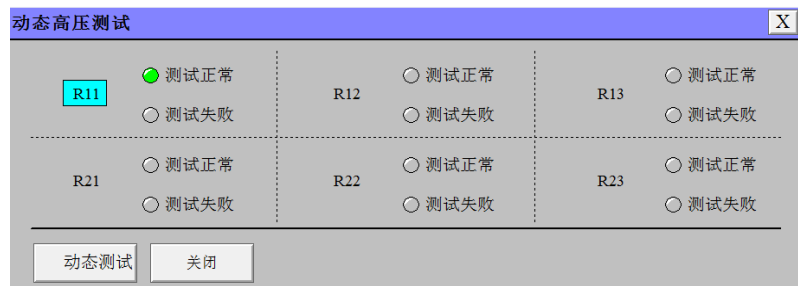 动态高压测试 X
测试正常 测试正常 测试正常
R11 R12 R13
测试失败 测试失败 测试失败
测试正常 测试正常 测试正常
R21 R22 R23
测试失败 测试失败 测试失败
动态测试 关闭